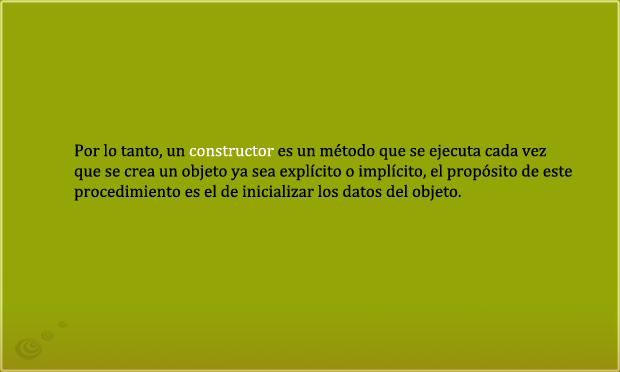 Por lo tanto, un constructor es un método que se ejecuta cada vez
que se crea un objeto ya sea explícito o implícito, el propósito de este
procedimiento es el de inicializar los datos del objeto.